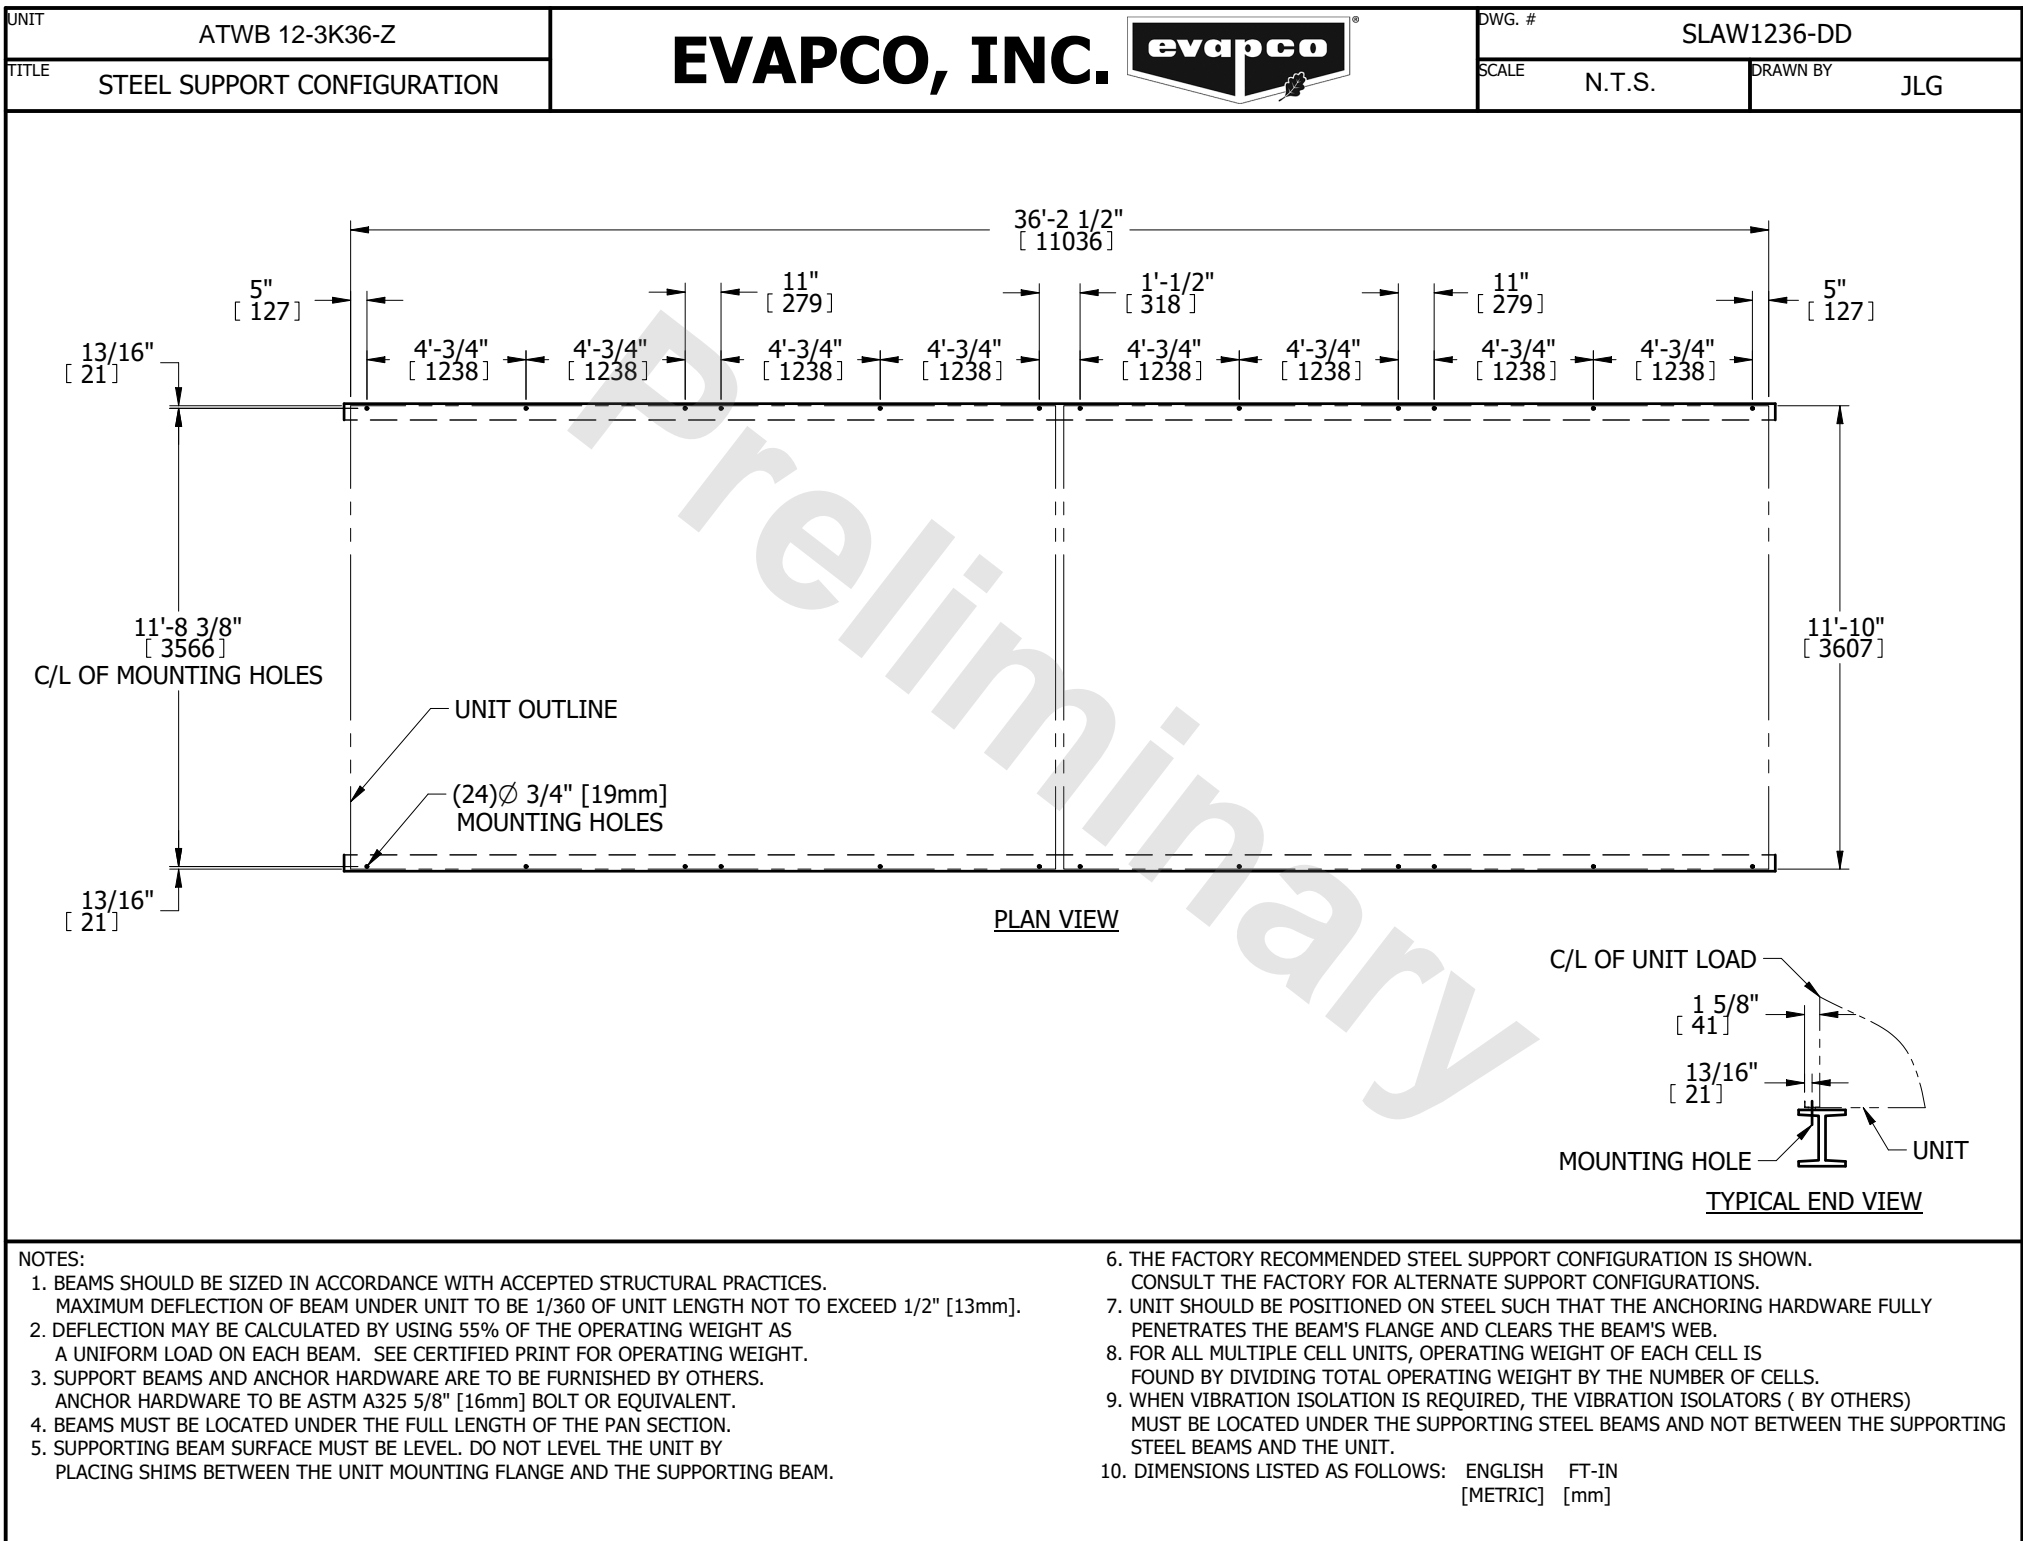 UNIT
ATWB 12-3K36-Z
TITLE
STEEL SUPPORT CONFIGURATION
EVAPCO, INC.
evapco
®
DWG. #
SLAW1236-DD
SCALE
N.T.S.
DRAWN BY
JLG
36'-2 1/2"
[ 11036 ]
5"
[ 127 ]
11"
[ 279 ]
1'-1/2"
[ 318 ]
11"
[ 279 ]
5"
[ 127 ]
13/16"
[ 21 ]
4'-3/4"
[ 1238 ]
4'-3/4"
[ 1238 ]
4'-3/4"
[ 1238 ]
4'-3/4"
[ 1238 ]
4'-3/4"
[ 1238 ]
4'-3/4"
[ 1238 ]
4'-3/4"
[ 1238 ]
4'-3/4"
[ 1238 ]
11'-8 3/8"
[ 3566 ]
C/L OF MOUNTING HOLES
11'-10"
[ 3607 ]
UNIT OUTLINE
(24)Ø 3/4" [19mm]
MOUNTING HOLES
13/16"
[ 21 ]
PLAN VIEW
Preliminary
C/L OF UNIT LOAD
1 5/8"
[ 41 ]
13/16"
[ 21 ]
MOUNTING HOLE
UNIT
TYPICAL END VIEW
NOTES:
1. BEAMS SHOULD BE SIZED IN ACCORDANCE WITH ACCEPTED STRUCTURAL PRACTICES.
MAXIMUM DEFLECTION OF BEAM UNDER UNIT TO BE 1/360 OF UNIT LENGTH NOT TO EXCEED 1/2" [13mm].
2. DEFLECTION MAY BE CALCULATED BY USING 55% OF THE OPERATING WEIGHT AS
A UNIFORM LOAD ON EACH BEAM. SEE CERTIFIED PRINT FOR OPERATING WEIGHT.
3. SUPPORT BEAMS AND ANCHOR HARDWARE ARE TO BE FURNISHED BY OTHERS.
ANCHOR HARDWARE TO BE ASTM A325 5/8" [16mm] BOLT OR EQUIVALENT.
4. BEAMS MUST BE LOCATED UNDER THE FULL LENGTH OF THE PAN SECTION.
5. SUPPORTING BEAM SURFACE MUST BE LEVEL. DO NOT LEVEL THE UNIT BY
PLACING SHIMS BETWEEN THE UNIT MOUNTING FLANGE AND THE SUPPORTING BEAM.
6. THE FACTORY RECOMMENDED STEEL SUPPORT CONFIGURATION IS SHOWN.
CONSULT THE FACTORY FOR ALTERNATE SUPPORT CONFIGURATIONS.
7. UNIT SHOULD BE POSITIONED ON STEEL SUCH THAT THE ANCHORING HARDWARE FULLY
PENETRATES THE BEAM'S FLANGE AND CLEARS THE BEAM'S WEB.
8. FOR ALL MULTIPLE CELL UNITS, OPERATING WEIGHT OF EACH CELL IS
FOUND BY DIVIDING TOTAL OPERATING WEIGHT BY THE NUMBER OF CELLS.
9. WHEN VIBRATION ISOLATION IS REQUIRED, THE VIBRATION ISOLATORS ( BY OTHERS)
MUST BE LOCATED UNDER THE SUPPORTING STEEL BEAMS AND NOT BETWEEN THE SUPPORTING
STEEL BEAMS AND THE UNIT.
10. DIMENSIONS LISTED AS FOLLOWS: ENGLISH FT-IN
[METRIC] [mm]